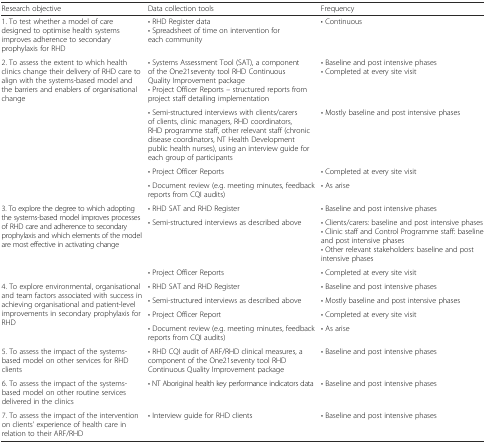 Research objective Data collection tools Frequency
1. To test whether a model of care
designed to optimise health systems
improves adherence to secondary
prophylaxis for RHD
• RHD Register data
• Spreadsheet of time on intervention for
each community
• Continuous
2. To assess the extent to which health
clinics change their delivery of RHD care to
align with the systems-based model and
the barriers and enablers of organisational
change
• Systems Assessment Tool (SAT), a component
of the One21seventy tool RHD Continuous
Quality Improvement package
• Project Officer Reports – structured reports from
project staff detailing implementation
• Baseline and post intensive phases
• Completed at every site visit
• Semi-structured interviews with clients/carers
of clients, clinic managers, RHD coordinators,
RHD programme staff, other relevant staff (chronic
disease coordinators, NT Health Development
public health nurses), using an interview guide for
each group of participants
• Mostly baseline and post intensive phases
• Project Officer Reports
• Completed at every site visit
• Document review (e.g. meeting minutes, feedback
reports from CQI audits)
• As arise
3. To explore the degree to which adopting
the systems-based model improves processes
of RHD care and adherence to secondary
prophylaxis and which elements of the model
are most effective in activating change
• RHD SAT and RHD Register
• Baseline and post intensive phases
• Semi-structured interviews as described above
• Clients/carers: baseline and post intensive phases
• Clinic staff and Control Programme staff: baseline
and post intensive phases
• Other relevant stakeholders: baseline and post
intensive phases
• Project Officer Reports
• Completed at every site visit
4. To explore environmental, organisational
and team factors associated with success in
achieving organisational and patient-level
improvements in secondary prophylaxis for
RHD
• RHD SAT and RHD Register
• Baseline and post intensive phases
• Semi-structured interviews as described above
• Mostly baseline and post intensive phases
• Project Officer Report
• Completed at every site visit
• Document review (e.g. meeting minutes, feedback
reports from CQI audits)
• As arise
5. To assess the impact of the systems-
based model on other services for RHD
clients
• RHD CQI audit of ARF/RHD clinical measures, a
component of the One21seventy tool RHD
Continuous Quality Improvement package
• Baseline and post intensive phases
6. To assess the impact of the systems-
based model on other routine services
delivered in the clinics
• NT Aboriginal health key performance indicators data
• Baseline and post intensive phases
7. To assess the impact of the intervention
on clients' experience of health care in
relation to their ARF/RHD
• Interview guide for RHD clients
• Baseline and post intensive phases